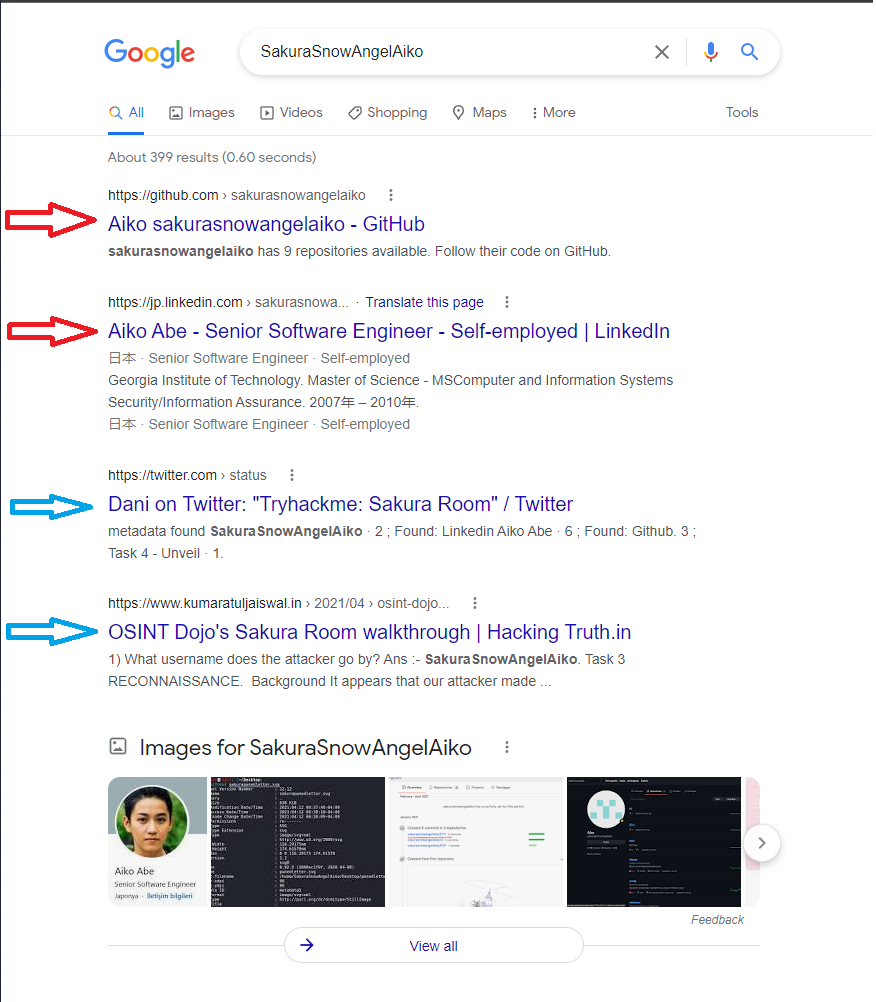 Google
SakuraSnowAngelAiko
All Images Videos Shopping Maps More Tools
About 399 results (0.60 seconds)
https://github.com › sakurasnowangelaiko
Aiko sakurasnowangelaiko - GitHub
sakurasnowangelaiko has 9 repositories available. Follow their code on GitHub.
https://jp.linkedin.com › sakurasnowa... · Translate this page
Aiko Abe - Senior Software Engineer - Self-employed | LinkedIn
日本 · Senior Software Engineer · Self-employed
Georgia Institute of Technology. Master of Science - MSComputer and Information Systems
Security/Information Assurance. 2007年 – 2010年.
日本 · Senior Software Engineer · Self-employed
https://twitter.com › status
Dani on Twitter: "Tryhackme: Sakura Room" / Twitter
metadata found SakuraSnowAngelAiko · 2 ; Found: Linkedin Aiko Abe · 6 ; Found: Github. 3 ;
Task 4 - Unveil · 1.
https://www.kumaratuljaiswal.in › 2021/04 › osint-dojo...
OSINT Dojo's Sakura Room walkthrough | Hacking Truth.in
1) What username does the attacker go by? Ans :- SakuraSnowAngelAiko. Task 3
RECONNAISSANCE. Background It appears that our attacker made ...
Images for SakuraSnowAngelAiko
Aiko Abe
Senior Software Engineer
Japonya · İletişim bilgileri
Feedback
View all